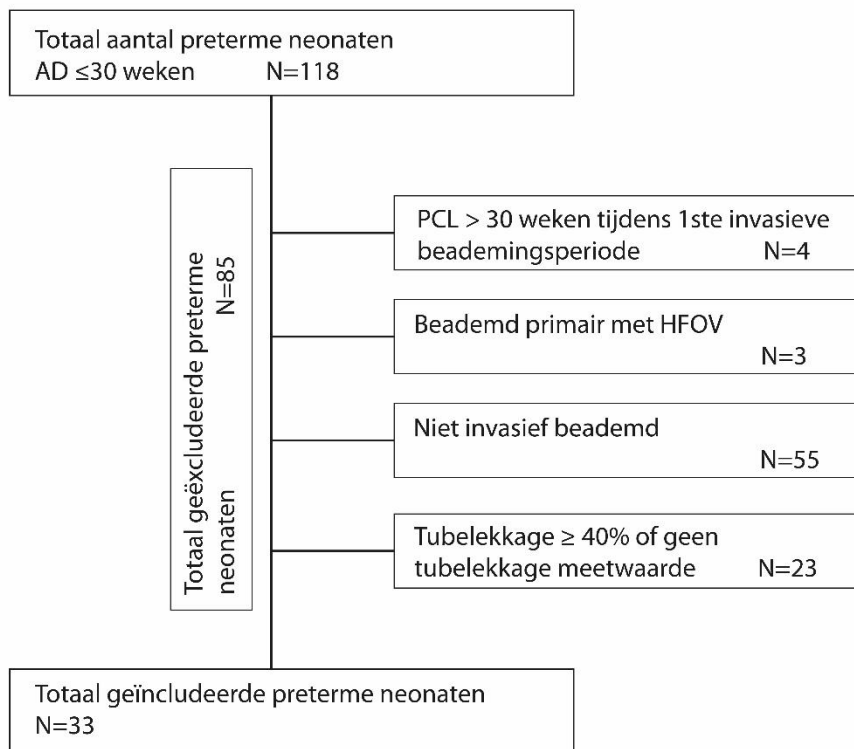 Totaal aantal preterme neonaten
AD ≤30 weken N=118
Totaal geëxcludeerde preterme
neonaten N=85
PCL > 30 weken tijdens 1ste invasieve
beademingsperiode N=4
Beademd primair met HFOV
N=3
Niet invasief beademd
N=55
Tubelekkage ≥ 40% of geen
tubelekkage meetwaarde N=23
Totaal geïncludeerde preterme neonaten
N=33